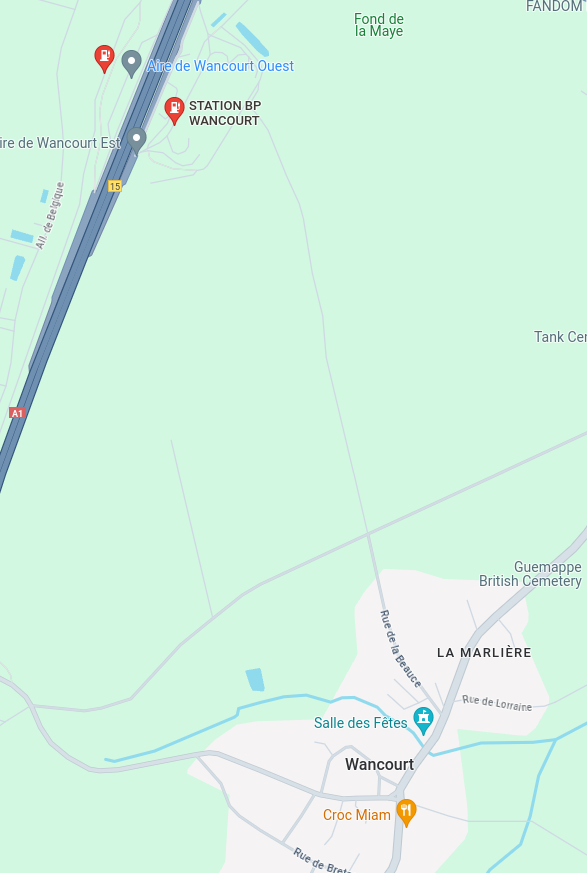 FANDOM
Fond de
la Maye
Aire de Wancourt Ouest
STATION BP
WANCOURT
ire de Wancourt Est
15
All. de Belgique
Tank Cer
A1
Guemappe
British Cemetery
Rue de la Beauce
LA MARLIÈRE
Rue de Lorraine
Salle des Fêtes
Wancourt
Croc Miam
Rue de Breta